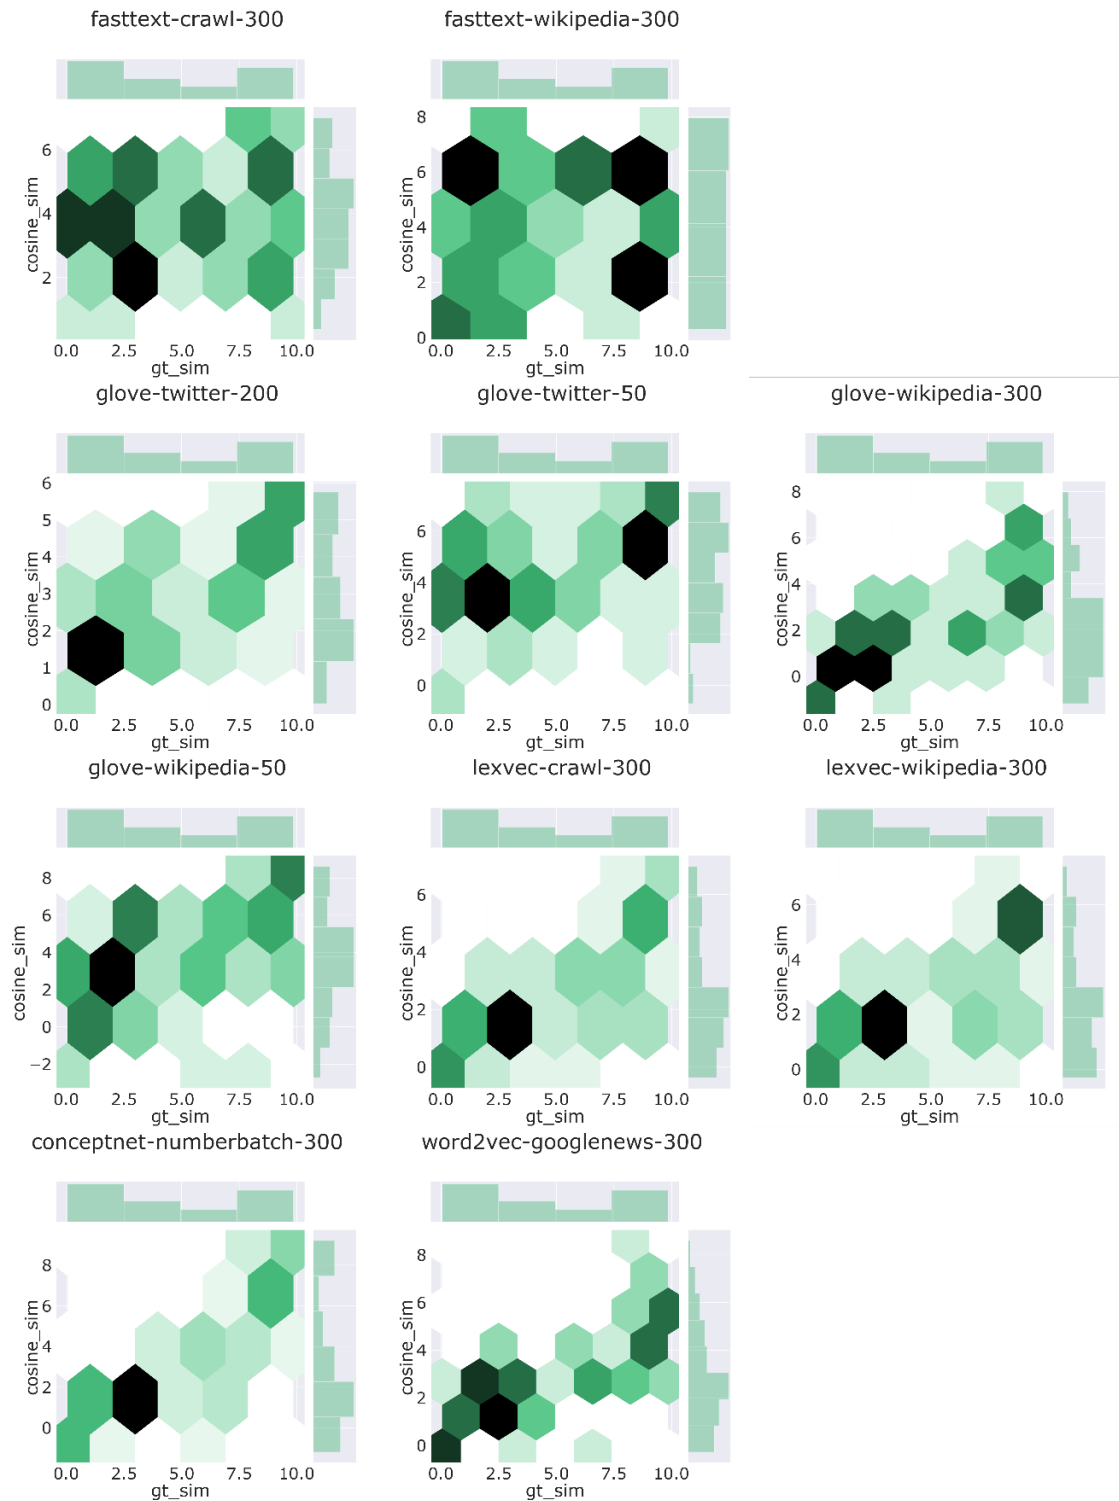 fasttext-crawl-300
fasttext-wikipedia-300
cosine_sim
6
4
2
0.0 2.5 5.0 7.5 10.0
gt_sim
cosine_sim
8
6
4
2
0
0.0 2.5 5.0 7.5 10.0
gt_sim
glove-twitter-200
glove-twitter-50
glove-wikipedia-300
cosine_sim
6
5
4
3
2
1
0
0.0 2.5 5.0 7.5 10.0
gt_sim
cosine_sim
6
4
2
0
0.0 2.5 5.0 7.5 10.0
gt_sim
cosine_sim
8
6
4
2
0
0.0 2.5 5.0 7.5 10.0
gt_sim
glove-wikipedia-50
lexvec-crawl-300
lexvec-wikipedia-300
cosine_sim
8
6
4
2
0
−2
0.0 2.5 5.0 7.5 10.0
gt_sim
cosine_sim
6
4
2
0
0.0 2.5 5.0 7.5 10.0
gt_sim
cosine_sim
6
4
2
0
0.0 2.5 5.0 7.5 10.0
gt_sim
conceptnet-numberbatch-300
word2vec-googlenews-300
cosine_sim
8
6
4
2
0
0.0 2.5 5.0 7.5 10.0
gt_sim
cosine_sim
8
6
4
2
0
0.0 2.5 5.0 7.5 10.0
gt_sim